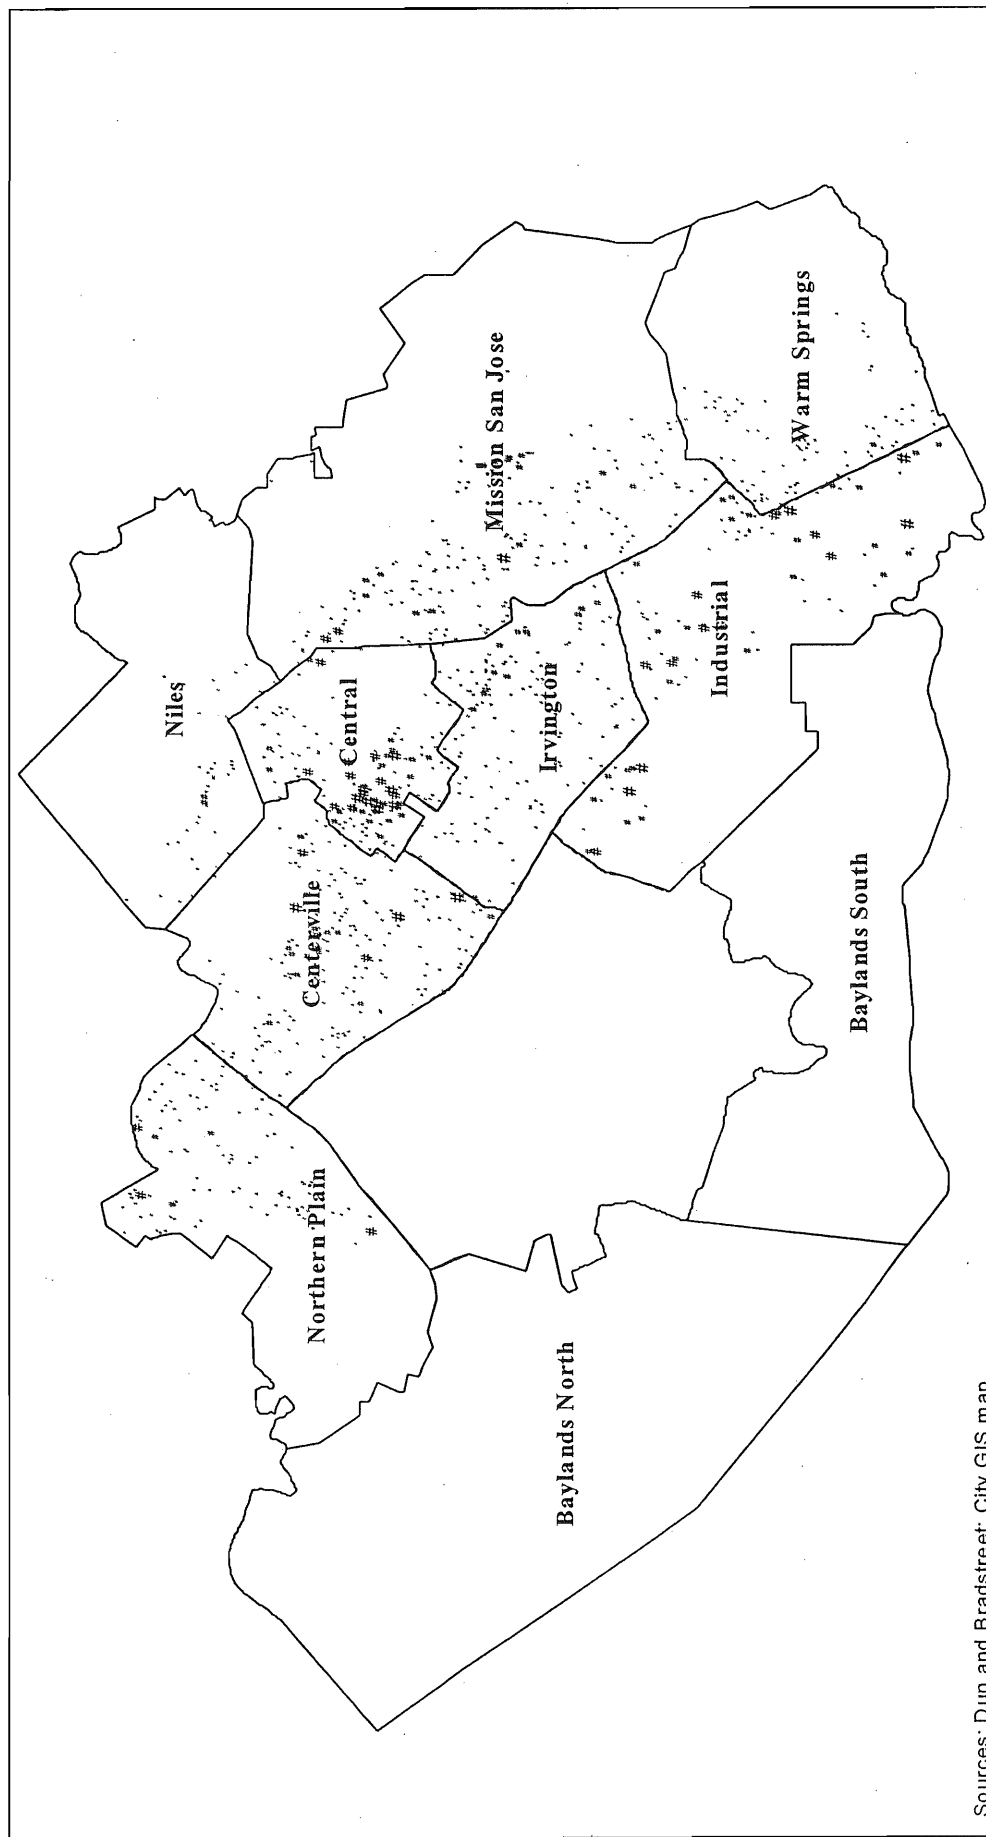 Niles
Mission San Jose
Central
Centerville
Northern Plain
Warm Springs
Irvington
Industrial
Baylands South
Baylands North
Sources: Dun and Bradstreet; City GIS map